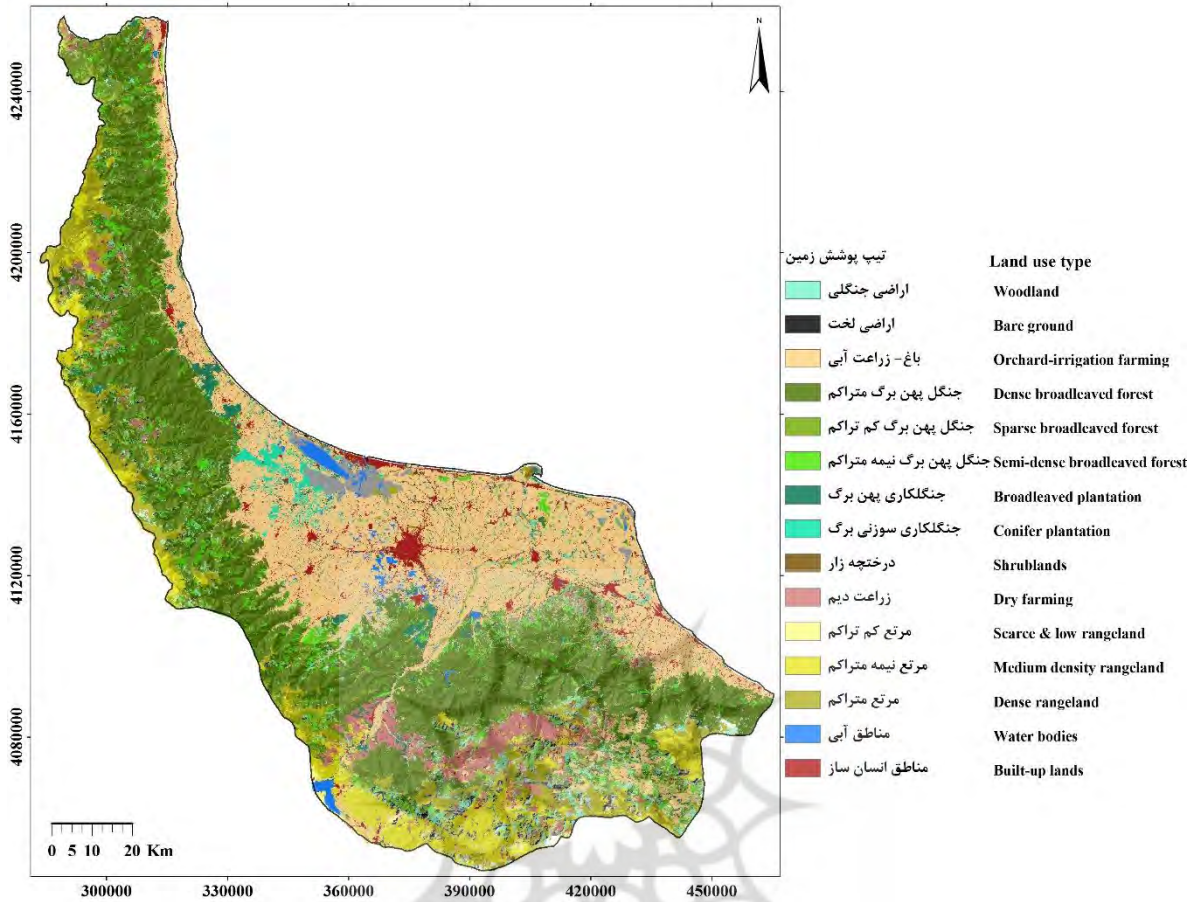 N
4240000
4200000
4160000
4120000
4080000
تیپ پوشش زمین Land use type
اراضی جنگلی Woodland
اراضی لخت Bare ground
باغ- زراعت آبی Orchard-irrigation farming
جنگل پهن برگ متراکم Dense broadleaved forest
جنگل پهن برگ کم تراکم Sparse broadleaved forest
جنگل پهن برگ نیمه متراکم Semi-dense broadleaved forest
جنگلکاری پهن برگ Broadleaved plantation
جنگلکاری سوزنی برگ Conifer plantation
درختچه زار Shrublands
زراعت دیم Dry farming
مرتع کم تراکم Scarce & low rangeland
مرتع نیمه متراکم Medium density rangeland
مرتع متراکم Dense rangeland
مناطق آبی Water bodies
مناطق انسان ساز Built-up lands
0 5 10 20 Km
300000 330000 360000 390000 420000 450000